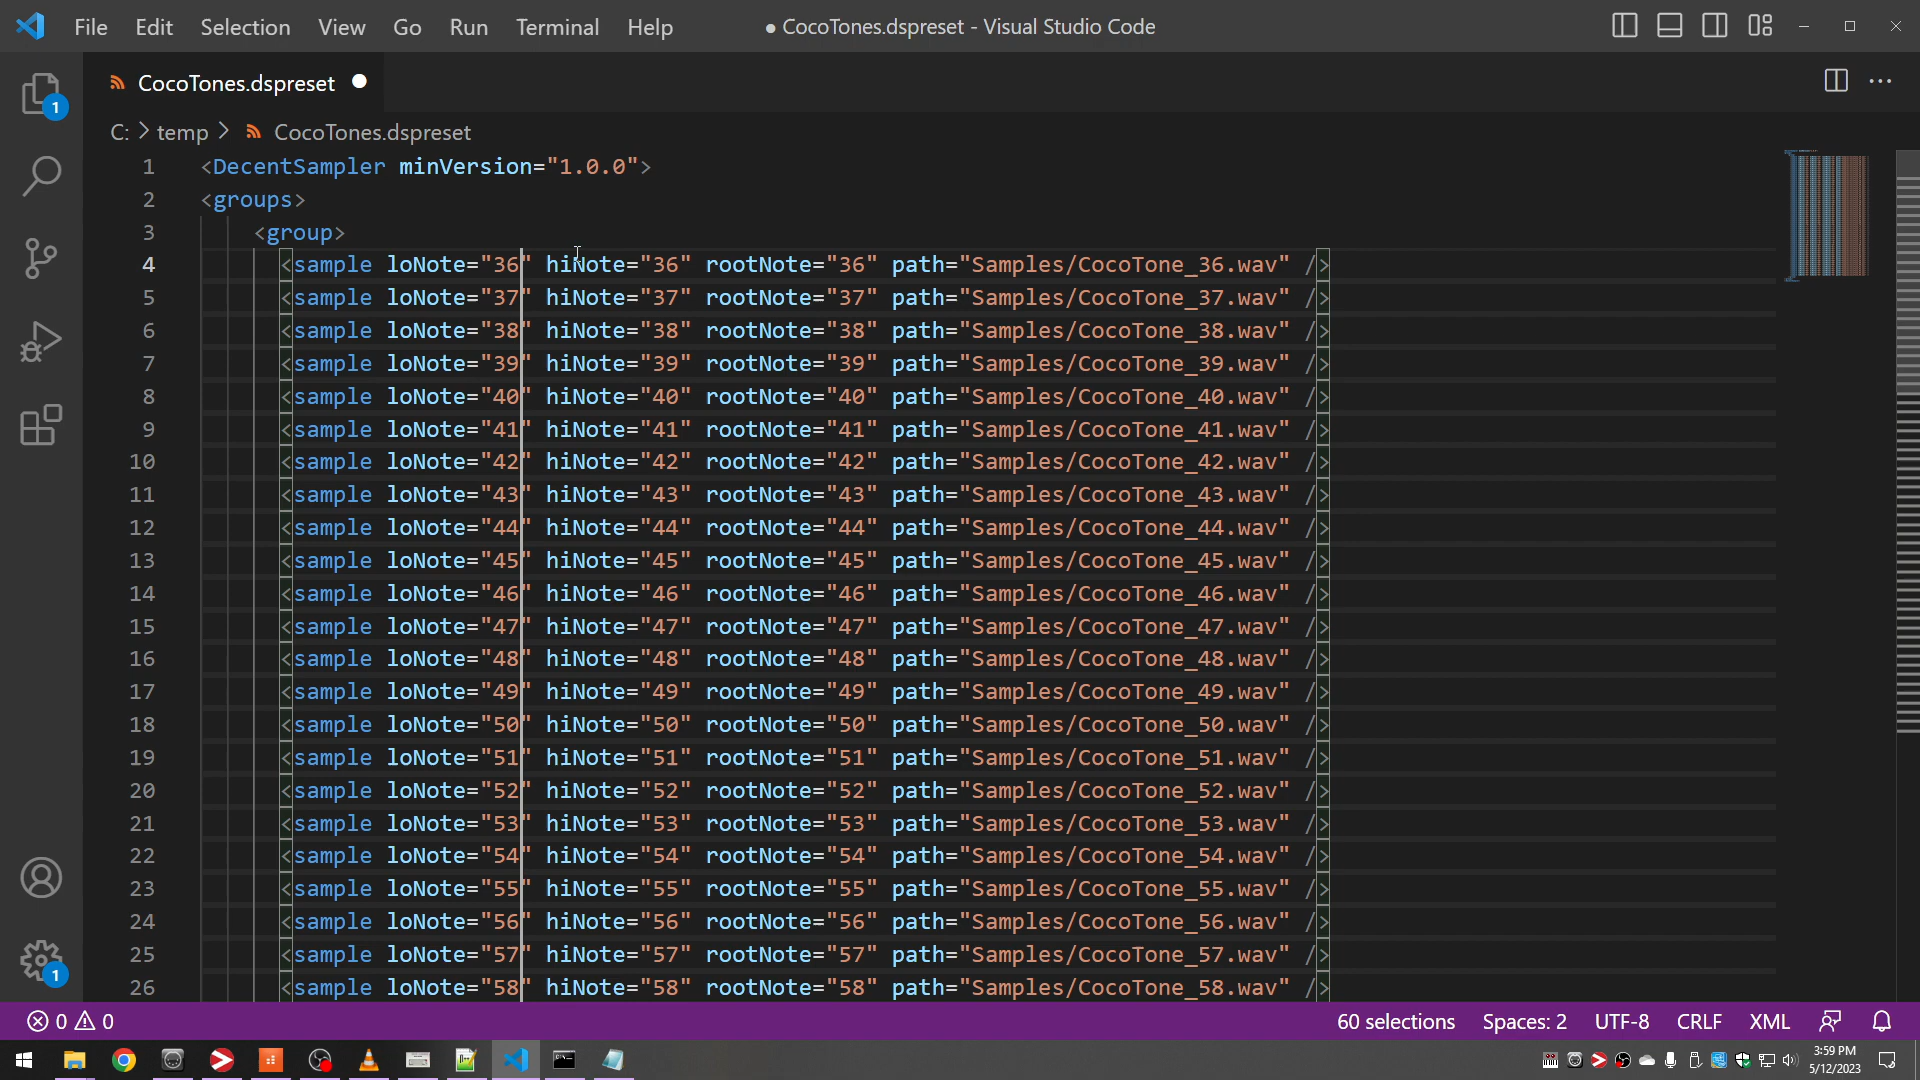 File Edit Selection View Go Run Terminal Help ● CocoTones.dspreset - Visual Studio Code
1 CocoTones.dspreset
C: > temp > CocoTones.dspreset
1 <DecentSampler minVersion="1.0.0">
2 <groups>
3 <group>
4 <sample loNote="36" hiNote="36" rootNote="36" path="Samples/CocoTone_36.wav" />
5 <sample loNote="37" hiNote="37" rootNote="37" path="Samples/CocoTone_37.wav" />
6 <sample loNote="38" hiNote="38" rootNote="38" path="Samples/CocoTone_38.wav" />
7 <sample loNote="39" hiNote="39" rootNote="39" path="Samples/CocoTone_39.wav" />
8 <sample loNote="40" hiNote="40" rootNote="40" path="Samples/CocoTone_40.wav" />
9 <sample loNote="41" hiNote="41" rootNote="41" path="Samples/CocoTone_41.wav" />
10 <sample loNote="42" hiNote="42" rootNote="42" path="Samples/CocoTone_42.wav" />
11 <sample loNote="43" hiNote="43" rootNote="43" path="Samples/CocoTone_43.wav" />
12 <sample loNote="44" hiNote="44" rootNote="44" path="Samples/CocoTone_44.wav" />
13 <sample loNote="45" hiNote="45" rootNote="45" path="Samples/CocoTone_45.wav" />
14 <sample loNote="46" hiNote="46" rootNote="46" path="Samples/CocoTone_46.wav" />
15 <sample loNote="47" hiNote="47" rootNote="47" path="Samples/CocoTone_47.wav" />
16 <sample loNote="48" hiNote="48" rootNote="48" path="Samples/CocoTone_48.wav" />
17 <sample loNote="49" hiNote="49" rootNote="49" path="Samples/CocoTone_49.wav" />
18 <sample loNote="50" hiNote="50" rootNote="50" path="Samples/CocoTone_50.wav" />
19 <sample loNote="51" hiNote="51" rootNote="51" path="Samples/CocoTone_51.wav" />
20 <sample loNote="52" hiNote="52" rootNote="52" path="Samples/CocoTone_52.wav" />
21 <sample loNote="53" hiNote="53" rootNote="53" path="Samples/CocoTone_53.wav" />
22 <sample loNote="54" hiNote="54" rootNote="54" path="Samples/CocoTone_54.wav" />
23 <sample loNote="55" hiNote="55" rootNote="55" path="Samples/CocoTone_55.wav" />
24 <sample loNote="56" hiNote="56" rootNote="56" path="Samples/CocoTone_56.wav" />
25 <sample loNote="57" hiNote="57" rootNote="57" path="Samples/CocoTone_57.wav" />
26 <sample loNote="58" hiNote="58" rootNote="58" path="Samples/CocoTone_58.wav" />
1
0 0 60 selections Spaces: 2 UTF-8 CRLF XML
3:59 PM
5/12/2023